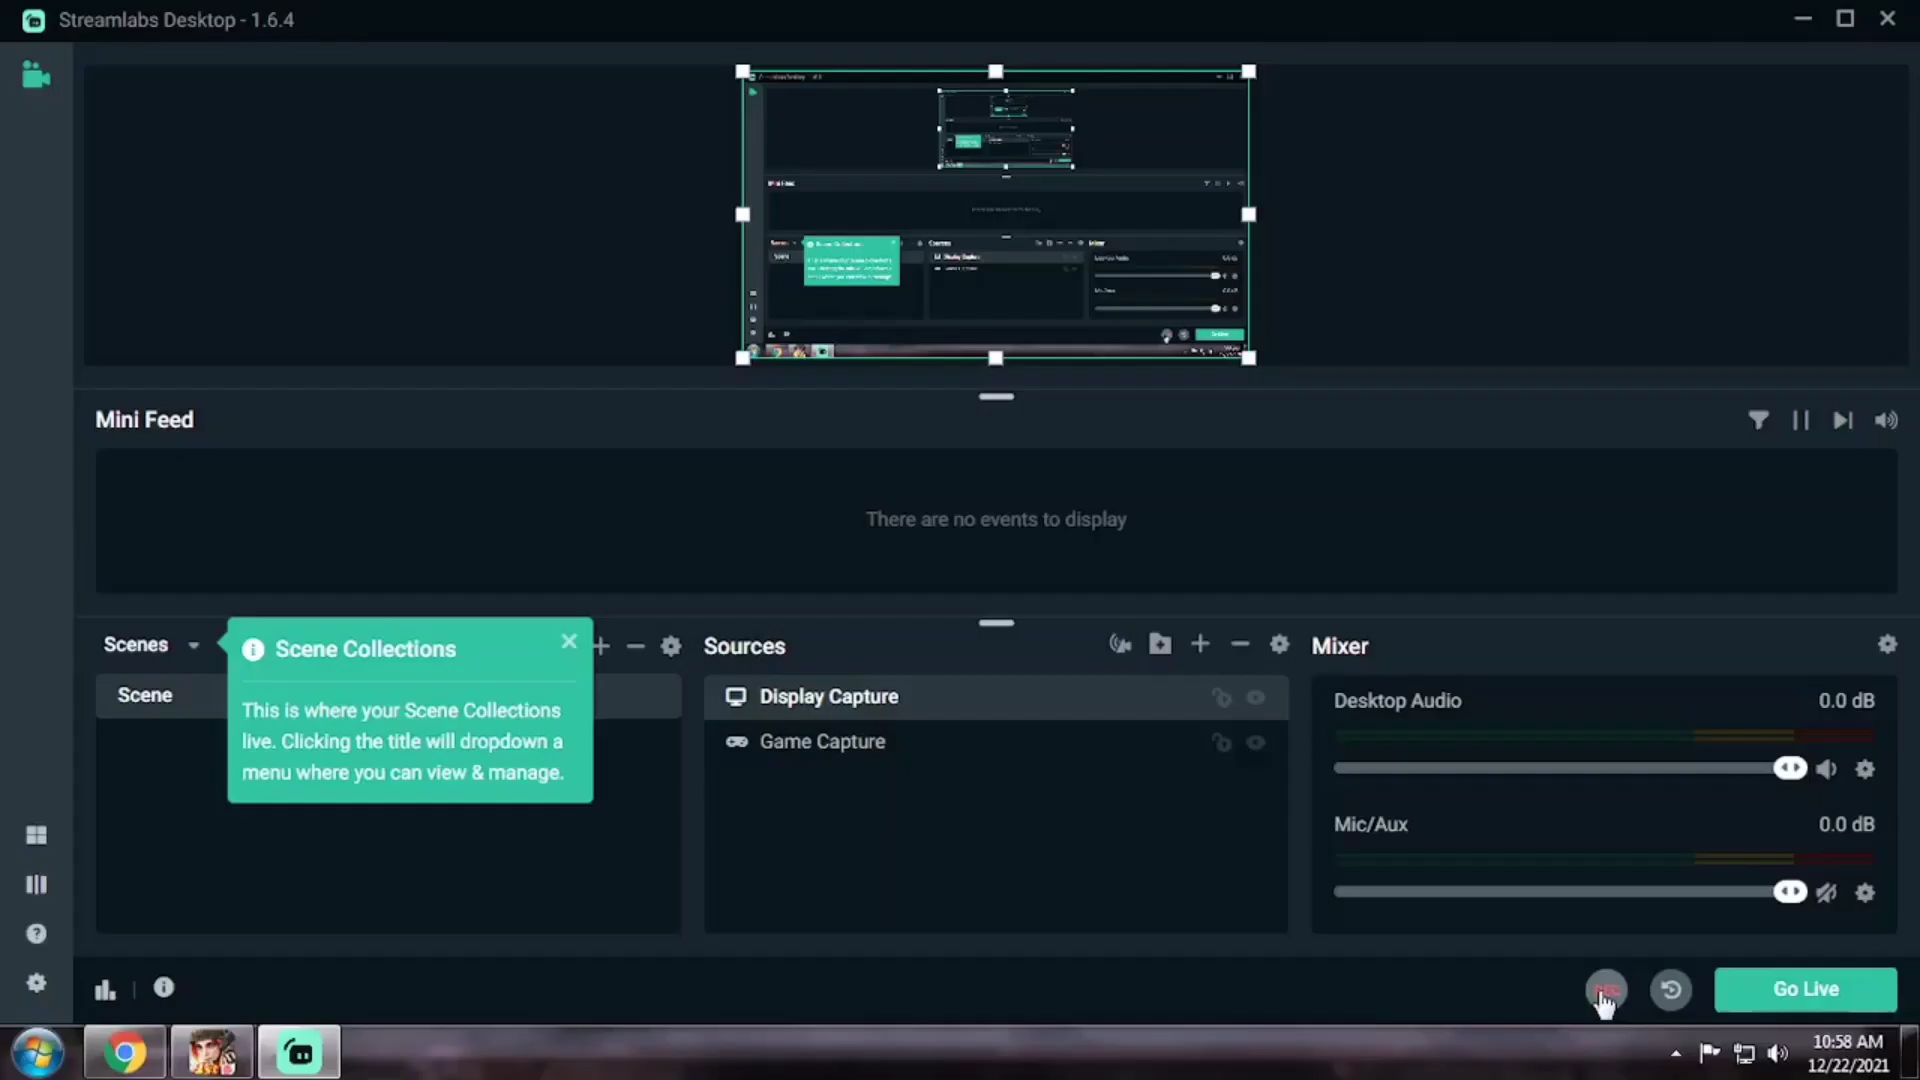 Streamlabs Desktop - 1.6.4
Mini Feed
There are no events to display
Scenes
Scene
Scene Collections
This is where your Scene Collections
live. Clicking the title will dropdown a
menu where you can view & manage.
Sources
Display Capture
Game Capture
Mixer
Desktop Audio
0.0 dB
Mic/Aux
0.0 dB
Go Live
10:58 AM
12/22/2021